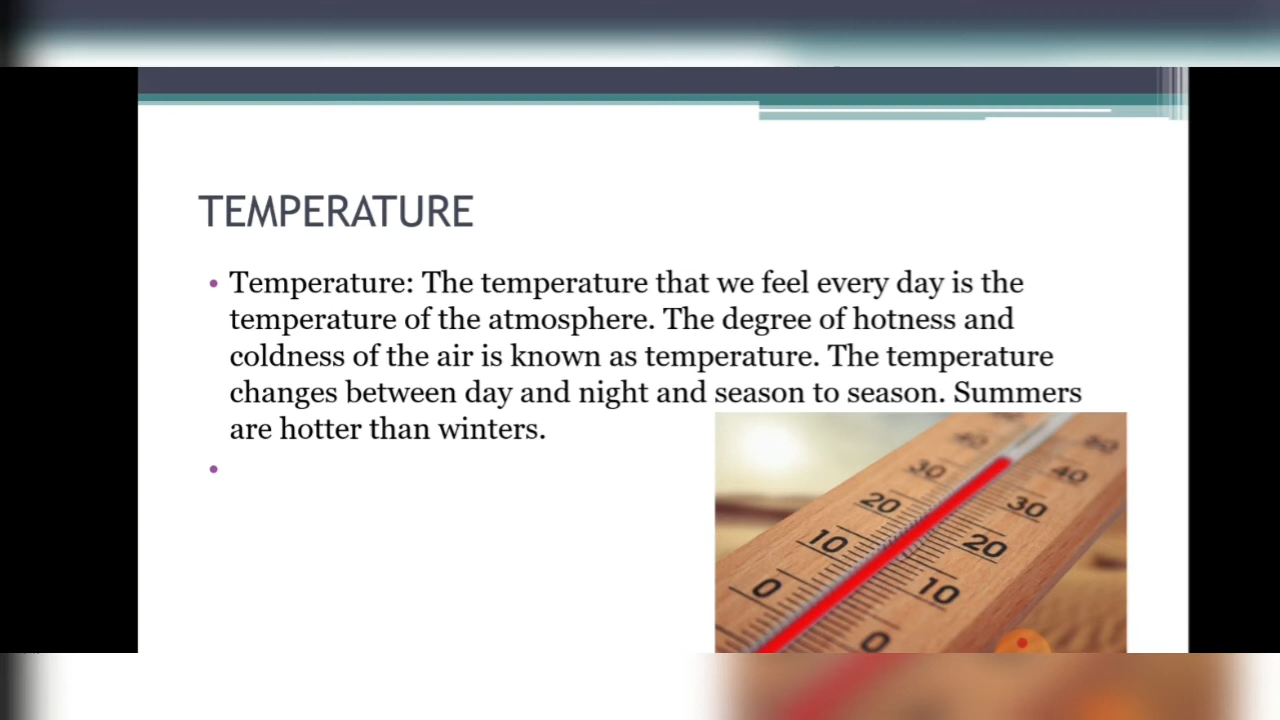 TEMPERATURE
Temperature: The temperature that we feel every day is the
temperature of the atmosphere. The degree of hotness and
coldness of the air is known as temperature. The temperature
changes between day and night and season to season. Summers
are hotter than winters.
40 50
30 40
20 30
10 20
0 10
0